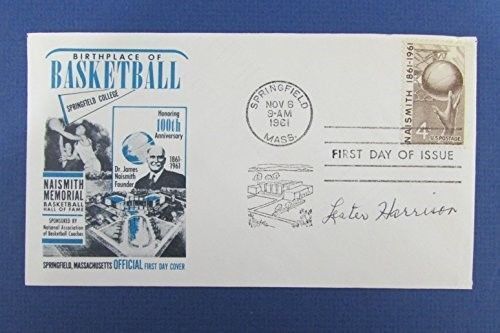 BIRTHPLACE OF
BASKETBALL
SPRINGFIELD COLLEGE
Honoring
100th
Anniversary
1861-
1961
Dr. James
Naismith
Founder
NAISMITH
MEMORIAL
BASKETBALL
HALL OF FAME
SPONSORED BY
National Association
of Basketball Coaches
SPRINGFIELD, MASSACHUSETTS OFFICIAL FIRST DAY COVER
SPRINGFIELD
NOV 6
9-AM
1961
MASS.
NAISMITH 1861-1961
4c
U.S. POSTAGE
FIRST DAY OF ISSUE
Lester Harrison